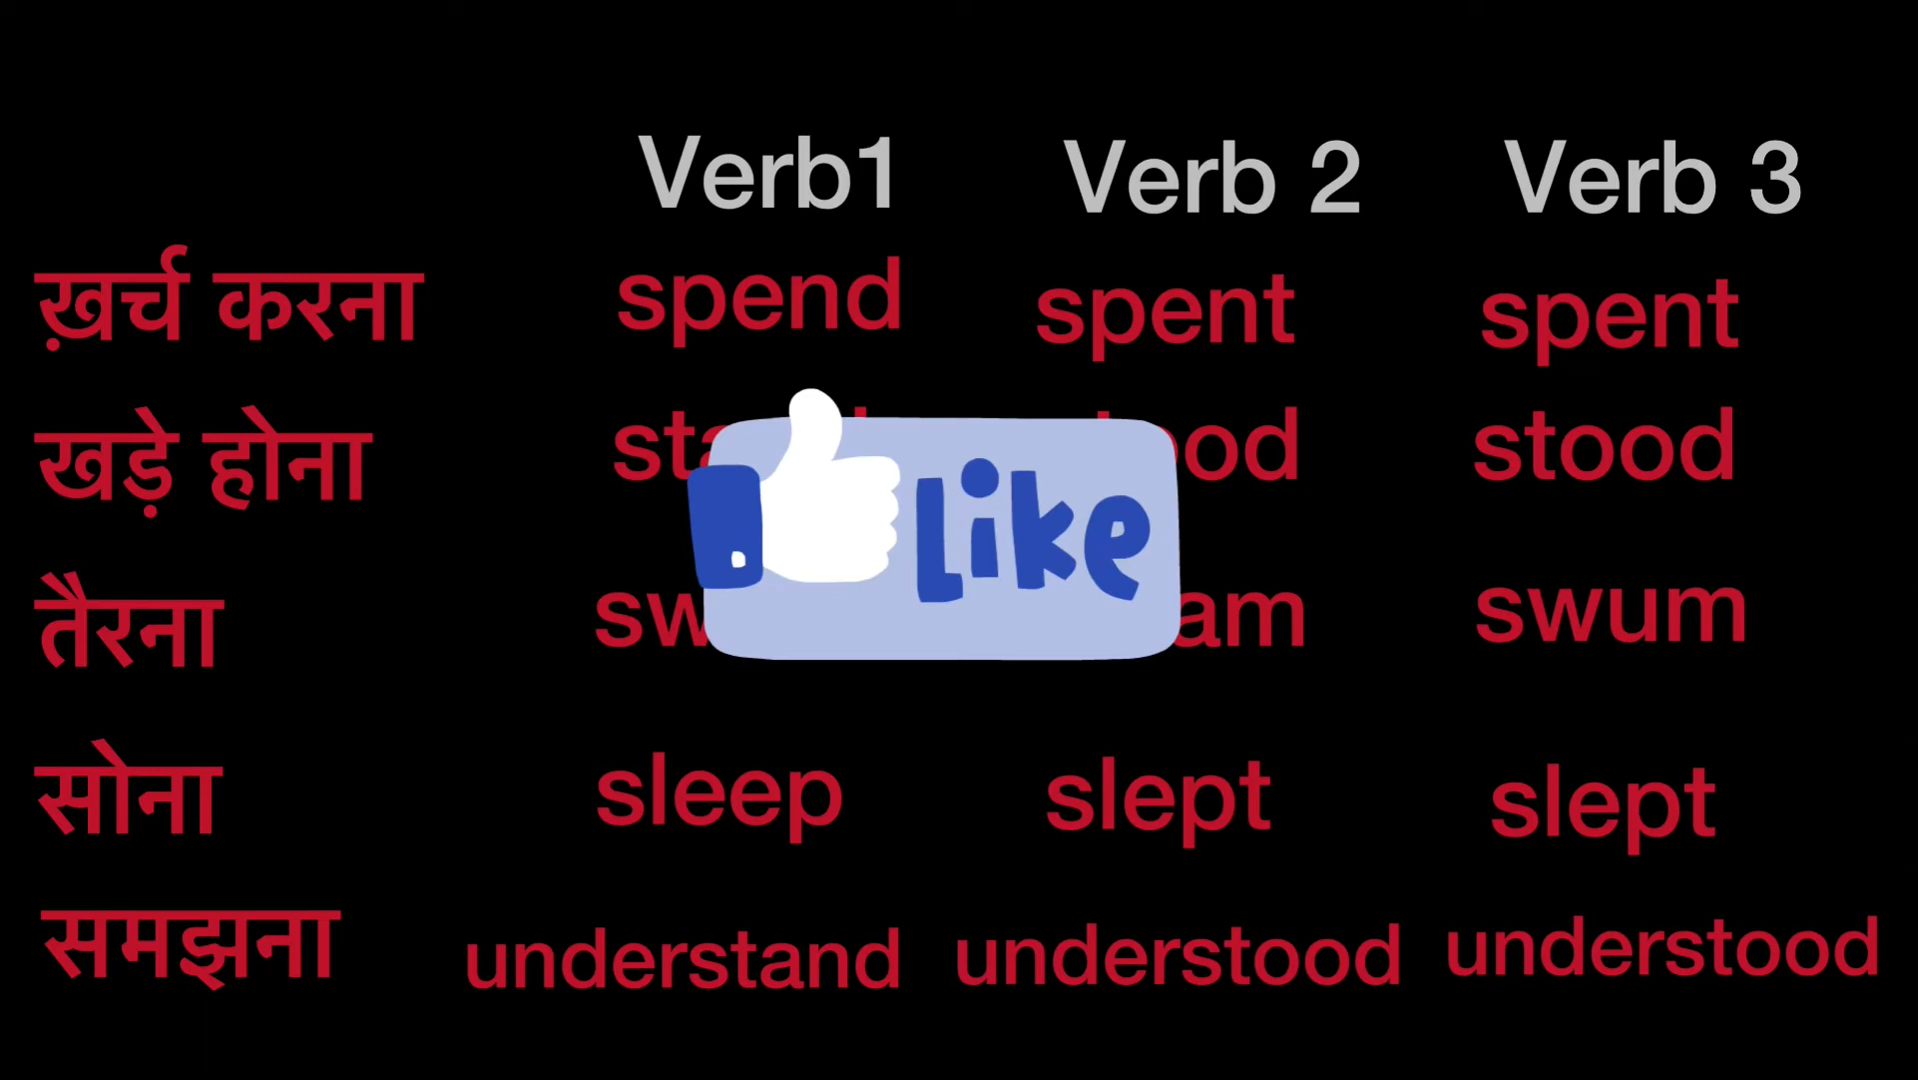 Verb1 Verb 2 Verb 3
ख़र्च करना spend spent spent
खड़े होना stood
Like
तैरना swum
सोना sleep slept slept
समझना understand understood understood